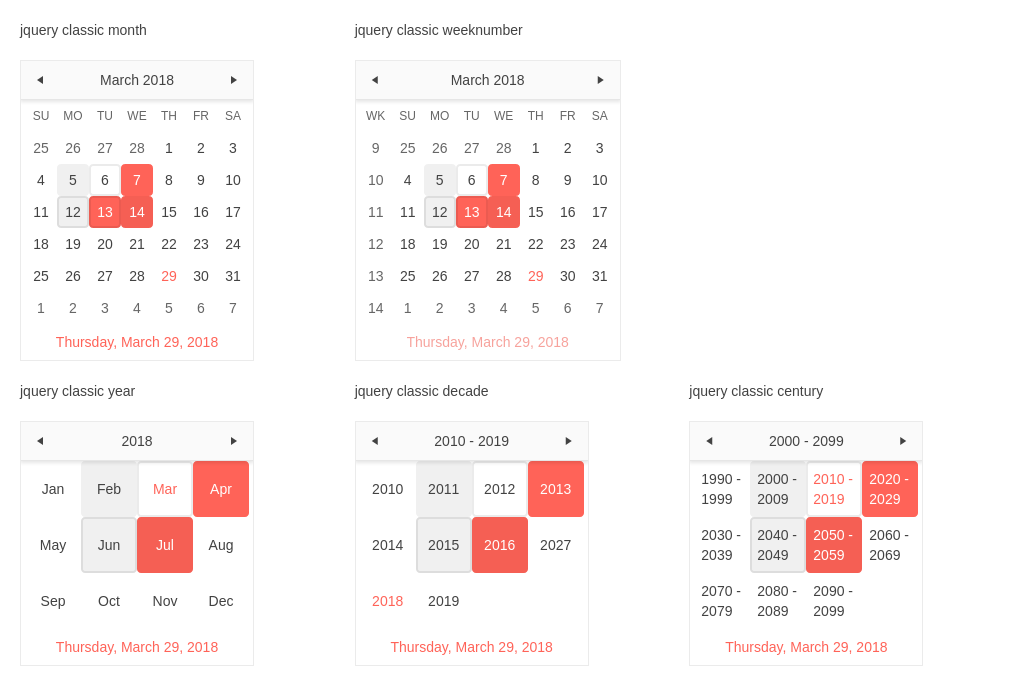 jquery classic month
March 2018
SU MO TU WE TH FR SA
25 26 27 28 1 2 3
4 5 6 7 8 9 10
11 12 13 14 15 16 17
18 19 20 21 22 23 24
25 26 27 28 29 30 31
1 2 3 4 5 6 7
Thursday, March 29, 2018
jquery classic weeknumber
March 2018
WK SU MO TU WE TH FR SA
9 25 26 27 28 1 2 3
10 4 5 6 7 8 9 10
11 11 12 13 14 15 16 17
12 18 19 20 21 22 23 24
13 25 26 27 28 29 30 31
14 1 2 3 4 5 6 7
Thursday, March 29, 2018
jquery classic year
2018
Jan Feb Mar Apr
May Jun Jul Aug
Sep Oct Nov Dec
Thursday, March 29, 2018
jquery classic decade
2010 - 2019
2010 2011 2012 2013
2014 2015 2016 2027
2018 2019
Thursday, March 29, 2018
jquery classic century
2000 - 2099
1990 - 2000 - 2010 - 2020 -
1999 2009 2019 2029
2030 - 2040 - 2050 - 2060 -
2039 2049 2059 2069
2070 - 2080 - 2090 -
2079 2089 2099
Thursday, March 29, 2018